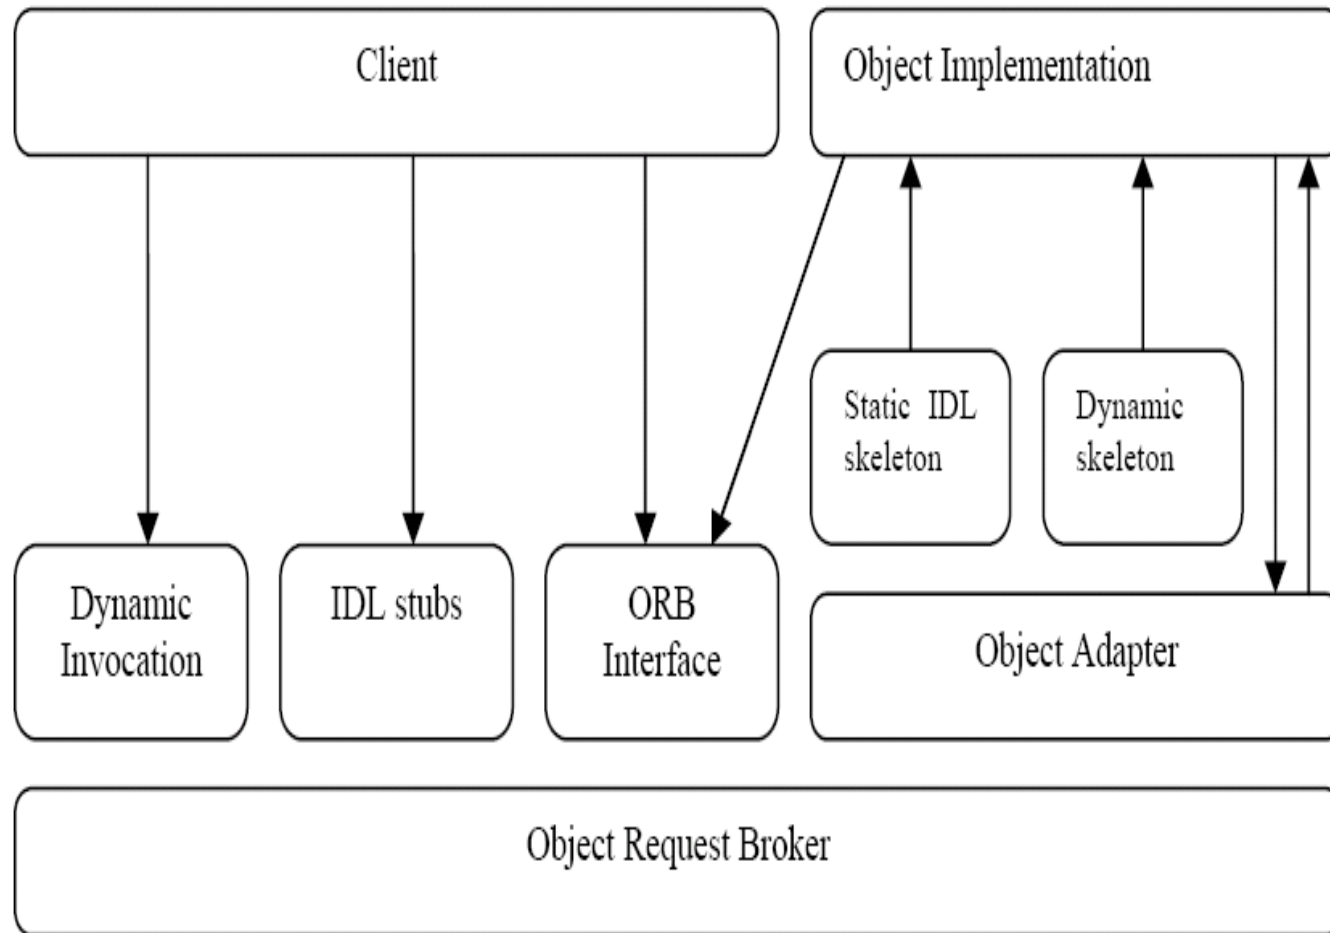 Client
Object Implementation
Static IDL
skeleton
Dynamic
skeleton
Dynamic
Invocation
IDL stubs
ORB
Interface
Object Adapter
Object Request Broker